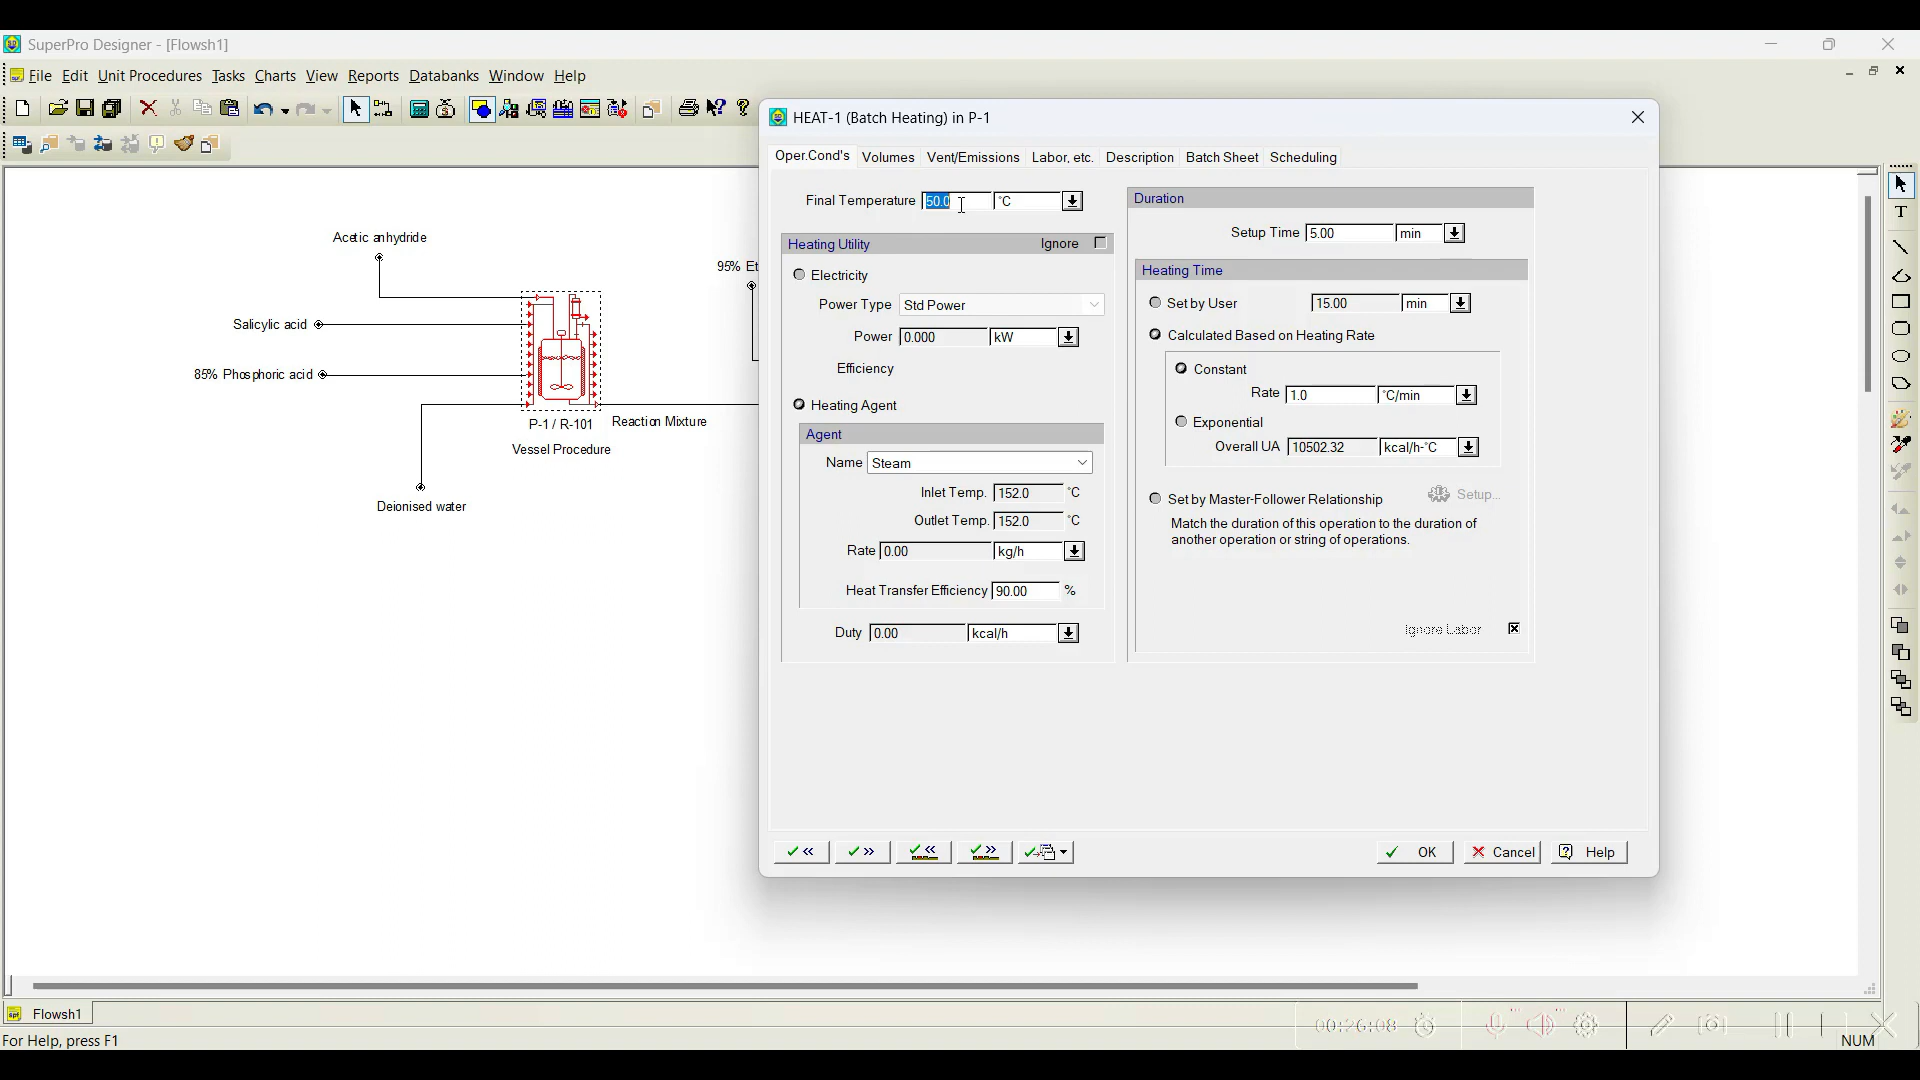 SuperPro Designer - [Flowsh1]
File Edit Unit Procedures Tasks Charts View Reports Databanks Window Help
HEAT-1 (Batch Heating) in P-1
Oper.Cond's Volumes Vent/Emissions Labor, etc. Description Batch Sheet Scheduling
Final Temperature 50.0 °C
Heating Utility Ignore
Electricity
Power Type Std Power
Power 0.000 kW
Efficiency
Heating Agent
Agent
Name Steam
Inlet Temp. 152.0 °C
Outlet Temp. 152.0 °C
Rate 0.00 kg/h
Heat Transfer Efficiency 90.00 %
Duty 0.00 kcal/h
Duration
Setup Time 5.00 min
Heating Time
Set by User 15.00 min
Calculated Based on Heating Rate
Constant
Rate 1.0 °C/min
Exponential
Overall UA 10502.32 kcal/h-°C
Set by Master-Follower Relationship Setup...
Match the duration of this operation to the duration of
another operation or string of operations.
Ignore Labor
OK Cancel Help
Acetic anhydride
95% Et
Salicylic acid
85% Phosphoric acid
P-1 / R-101 Reaction Mixture
Vessel Procedure
Deionised water
Flowsh1
00:26:08
For Help, press F1
NUM